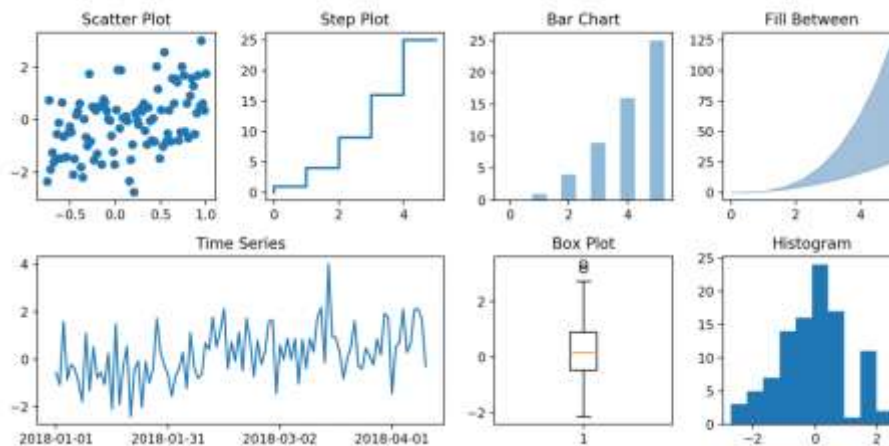 Scatter Plot
2
0
−2
−0.5 0.0 0.5 1.0
Step Plot
25
20
15
10
5
0
0 2 4
Bar Chart
25
20
15
10
5
0
0 2 4
Fill Between
125
100
75
50
25
0
0 2 4
Time Series
4
2
0
−2
2018-01-01 2018-01-31 2018-03-02 2018-04-01
Box Plot
2
0
−2
1
Histogram
25
20
15
10
5
0
−2 0 2